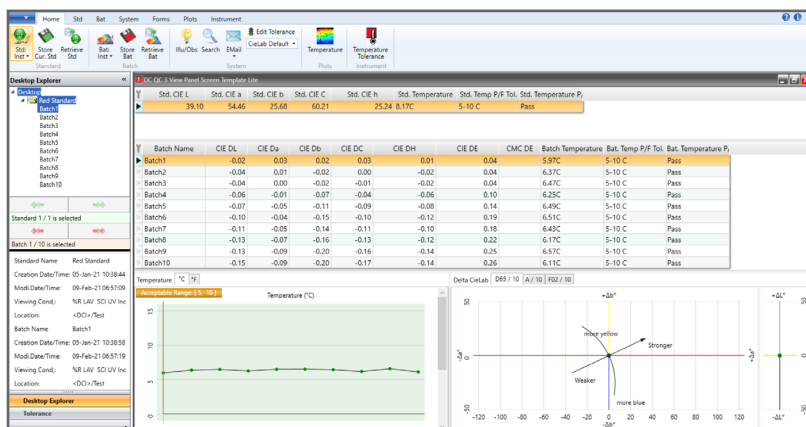 Home Std Bat System Forms Plots Instrument
Std Inst Store Cur. Std Retrieve Std Bat Inst Store Bat Retrieve Bat Illu/Obs Search EMail Edit Tolerance CieLab Default Temperature Temperature Tolerance
Standard Batch System Plots Instrument
Desktop Explorer
Desktop
Red Standard
Batch1
Batch2
Batch3
Batch4
Batch5
Batch6
Batch7
Batch8
Batch9
Batch10
Standard 1 / 1 is selected
Batch 1 / 10 is selected
Standard Name Red Standard
Creation Date/Time: 05-Jan-21 10:38:44
Modi.Date/Time: 09-Feb-21 06:57:09
Viewing Cond.: %R LAV SCI UV Inc
Location: <DCI>/Test
Batch Name Batch1
Creation Date/Time: 05-Jan-21 10:38:58
Modi.Date/Time: 09-Feb-21 06:57:19
Viewing Cond.: %R LAV SCI UV Inc
Location: <DCI>/Test
Desktop Explorer
Tolerance
DC QC 3 View Panel Screen Template Lite
Std. CIE L Std. CIE a Std. CIE b Std. CIE C Std. CIE h Std. Temperature Std. Temp P/F Tol. Std. Temperature P/
39.10 54.46 25.68 60.21 25.24 8.17C 5-10 C Pass
Batch Name CIE DL CIE Da CIE Db CIE DC CIE DH CIE DE CMC DE Batch Temperature Bat. Temp P/F Tol. Bat. Temperature P/
Batch1 -0.02 0.03 0.02 0.03 0.01 0.04 5.97C 5-10 C Pass
Batch2 -0.04 0.01 -0.02 0.00 -0.02 0.04 6.37C 5-10 C Pass
Batch3 -0.04 0.00 -0.02 -0.01 -0.02 0.04 6.47C 5-10 C Pass
Batch4 -0.06 -0.01 -0.07 -0.04 -0.06 0.10 6.25C 5-10 C Pass
Batch5 -0.07 -0.05 -0.11 -0.09 -0.08 0.14 6.49C 5-10 C Pass
Batch6 -0.10 -0.04 -0.15 -0.10 -0.12 0.19 6.51C 5-10 C Pass
Batch7 -0.11 -0.05 -0.14 -0.11 -0.10 0.18 6.43C 5-10 C Pass
Batch8 -0.13 -0.07 -0.16 -0.13 -0.12 0.22 6.17C 5-10 C Pass
Batch9 -0.13 -0.09 -0.20 -0.16 -0.14 0.25 6.57C 5-10 C Pass
Batch10 -0.15 -0.09 -0.20 -0.17 -0.14 0.26 6.11C 5-10 C Pass
Temperature °C °F
Acceptable Range: [ 5, 10 ]
Temperature (°C)
15
10
5
0
Delta CieLab D65 / 10 A / 10 F02 / 10
+Δb* +ΔL*
50 50
more yellow
Stronger
-Δa* 0 +Δa* 0
Weaker
more blue
-50 -50
-120 -100 -80 -60 -40 -20 0 20 40 60 80 100 120
-Δb* -ΔL*